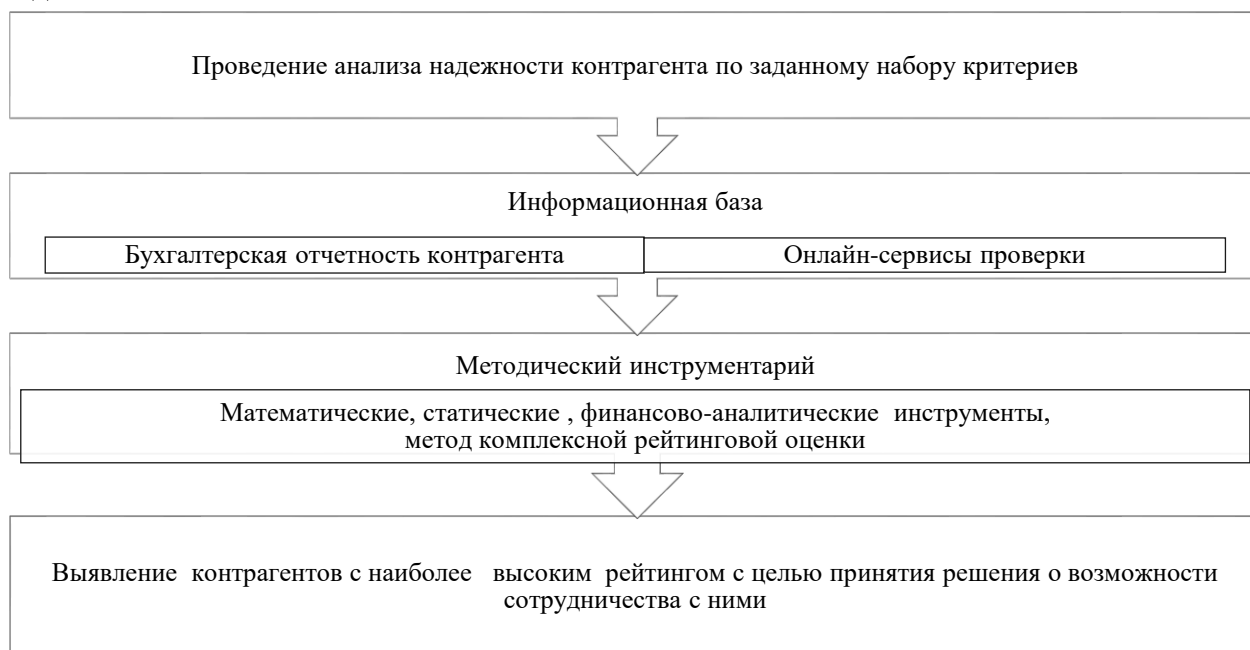 Проведение анализа надежности контрагента по заданному набору критериев
Информационная база
Бухгалтерская отчетность контрагента
Онлайн-сервисы проверки
Методический инструментарий
Математические, статические , финансово-аналитические инструменты,
метод комплексной рейтинговой оценки
Выявление контрагентов с наиболее высоким рейтингом с целью принятия решения о возможности
сотрудничества с ними